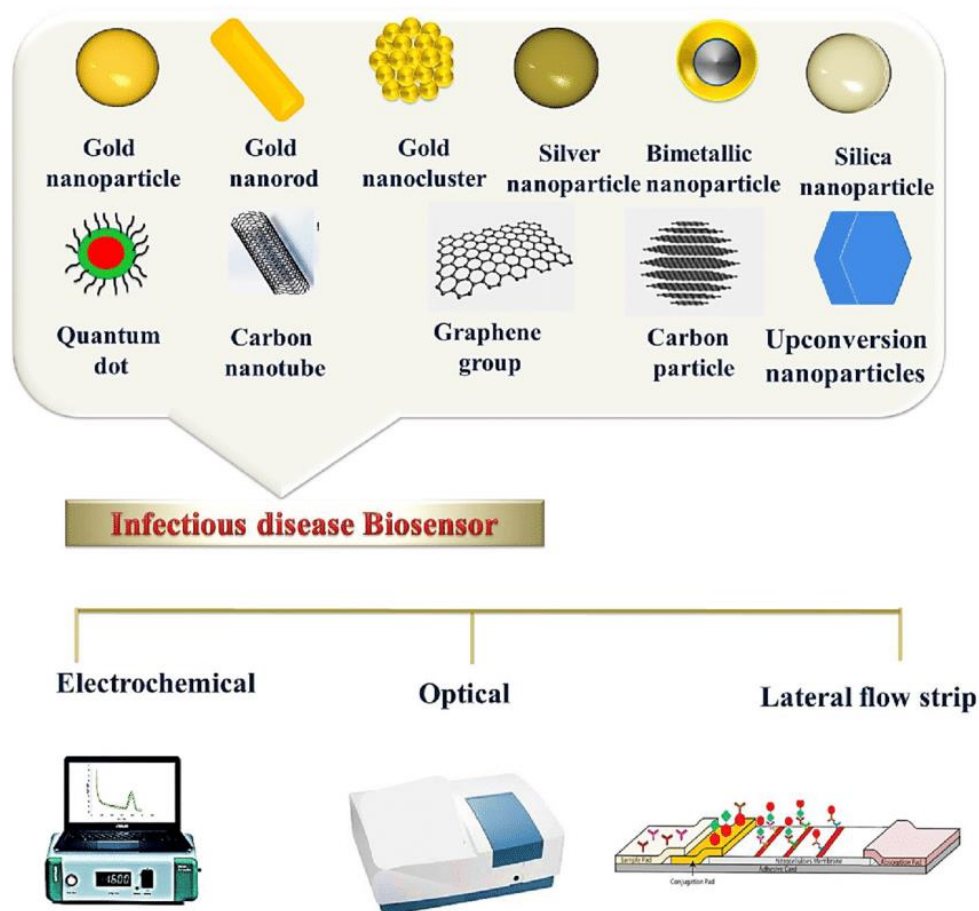 Gold
nanoparticle
Gold
nanorod
Gold
nanocluster
Silver
nanoparticle
Bimetallic
nanoparticle
Silica
nanoparticle
Quantum
dot
Carbon
nanotube
Graphene
group
Carbon
particle
Upconversion
nanoparticles
Infectious disease Biosensor
Electrochemical
Optical
Lateral flow strip
1600
Sample Pad
Conjugation Pad
Nitrocellulose Membrane
Adhesive Card
Absorption Pad